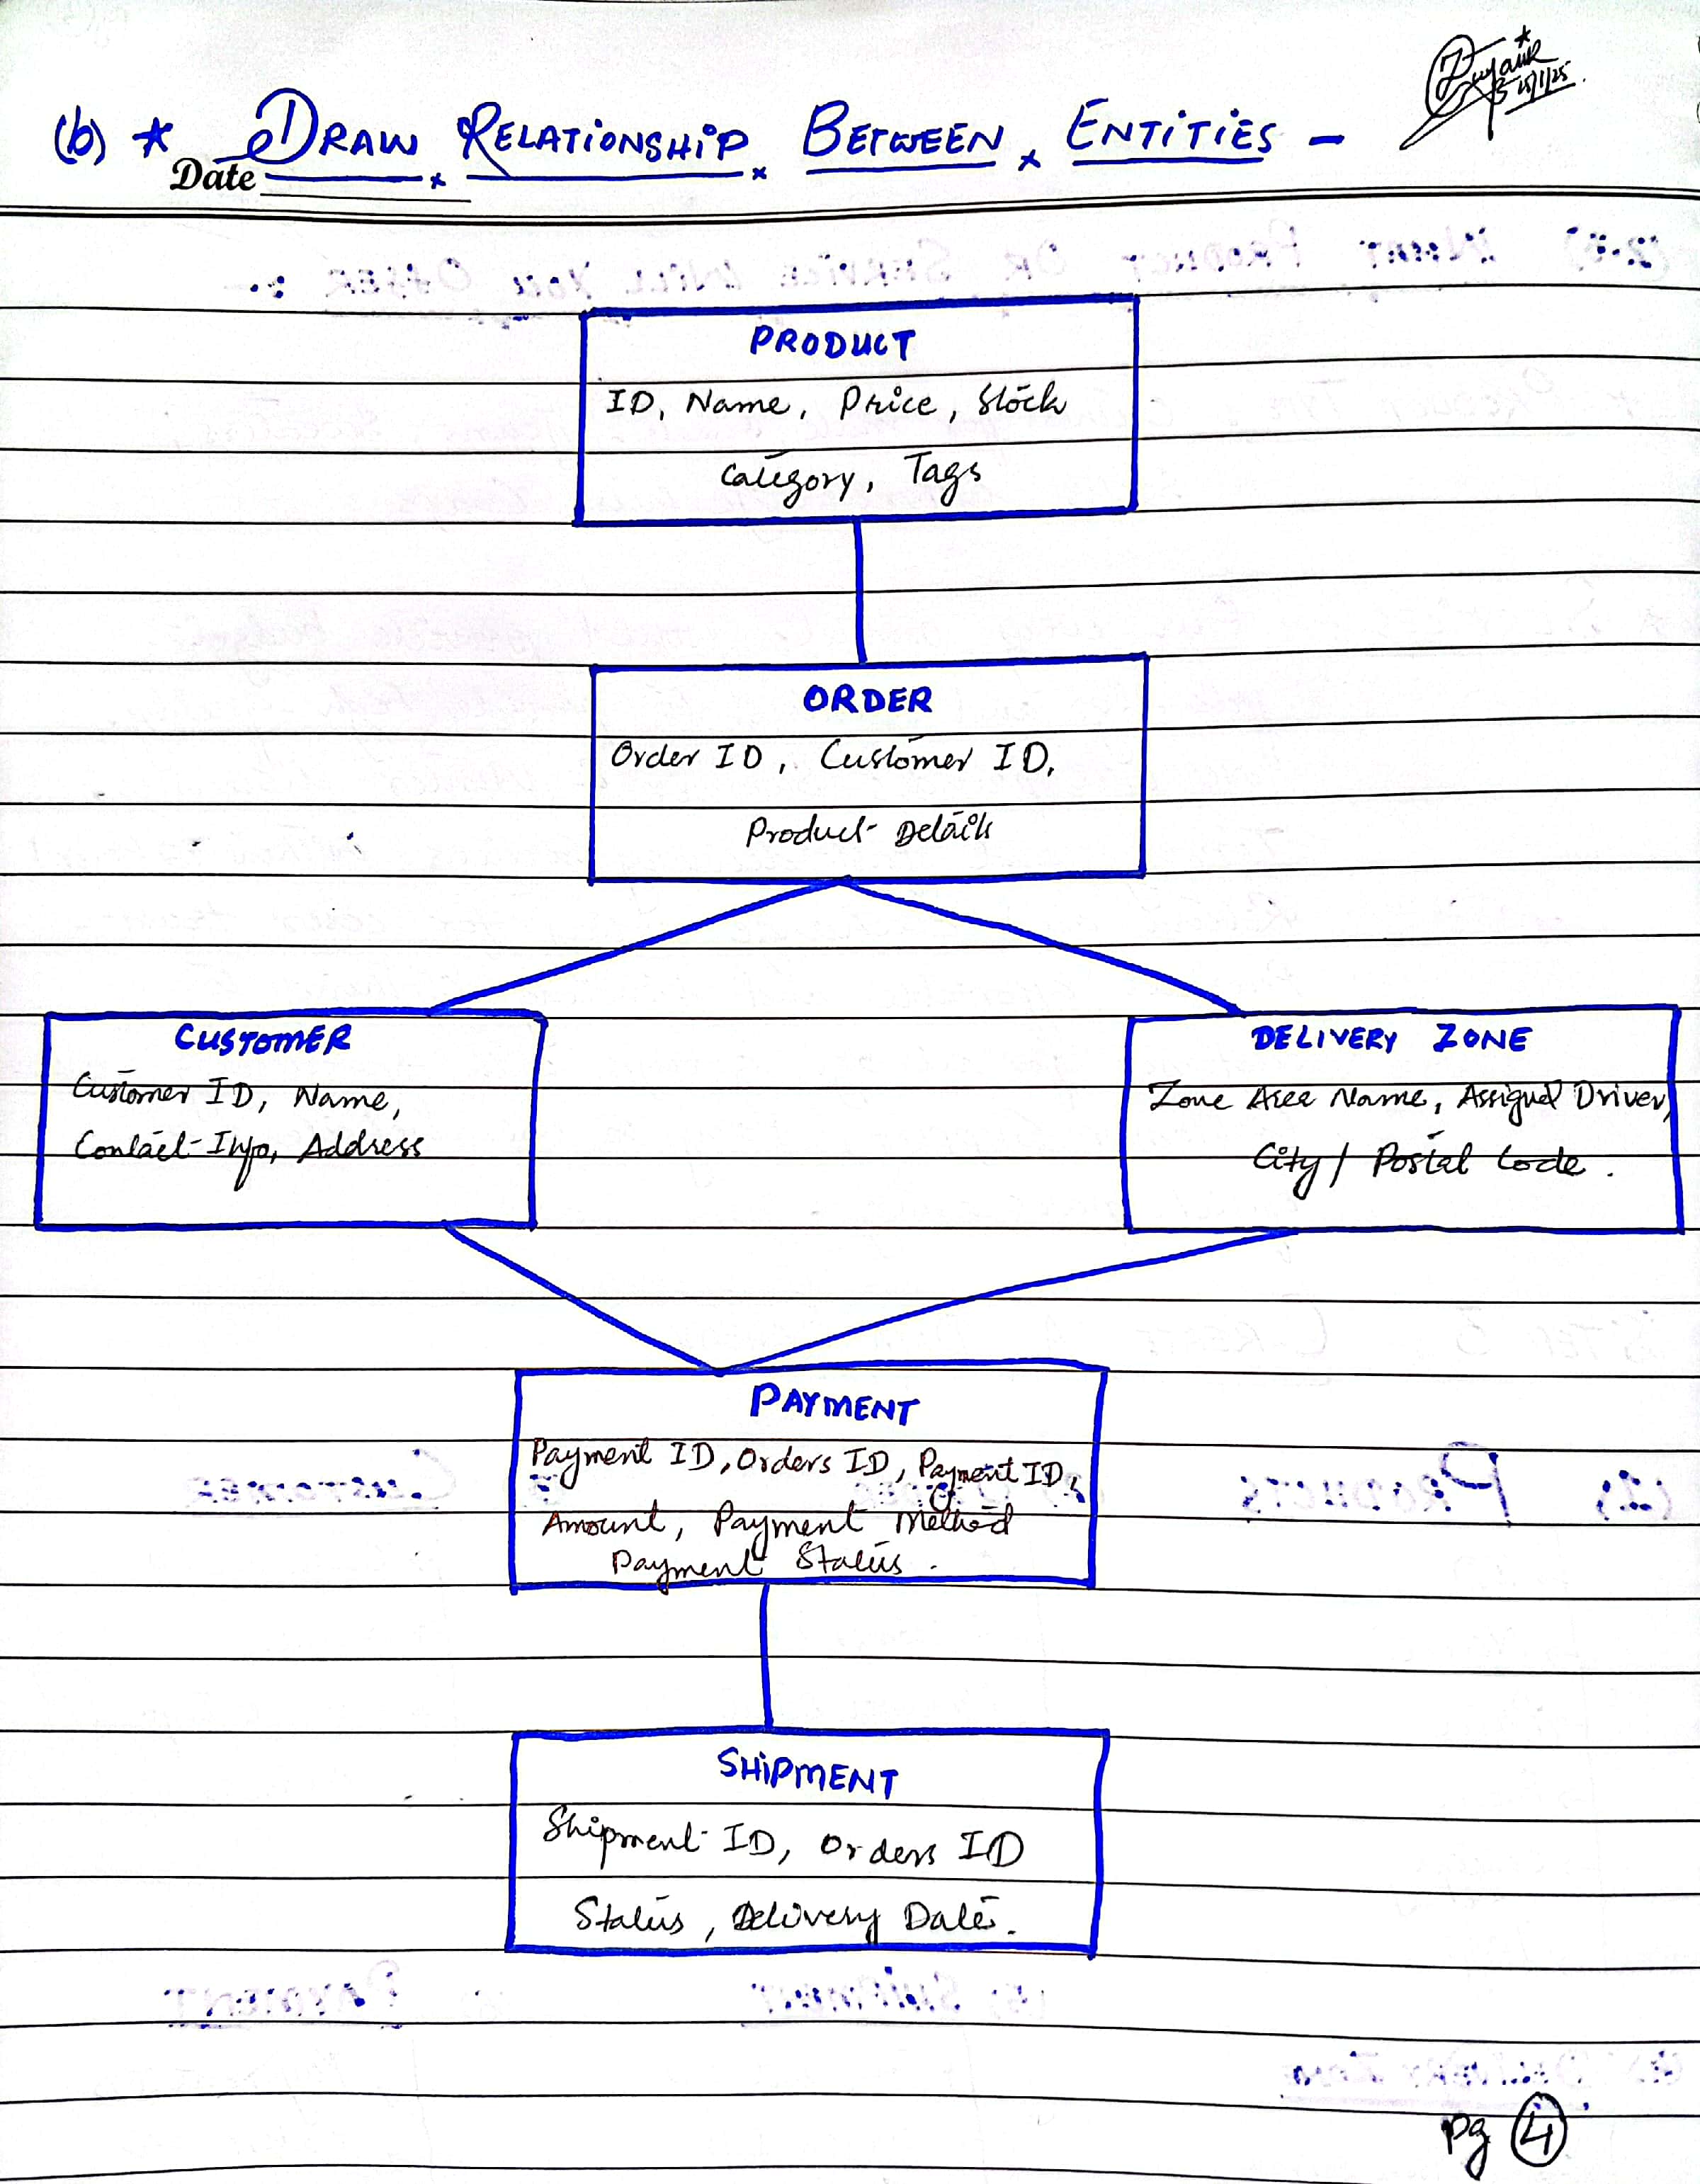 (b) * DRAW RELATIONSHIP BETWEEN ENTITIES -
Date
15/1/25.
PRODUCT
ID, Name, Price, Stock
Category, Tags
ORDER
Order ID, Customer ID,
Product Details
CUSTOMER
Customer ID, Name,
Contact Info, Address
DELIVERY ZONE
Zone Area Name, Assigned Driver,
City / Postal Code.
PAYMENT
Payment ID, Orders ID, Payment ID,
Amount, Payment Method
Payment Status.
SHIPMENT
Shipment ID, Orders ID
Status, Delivery Date.
Pg 4